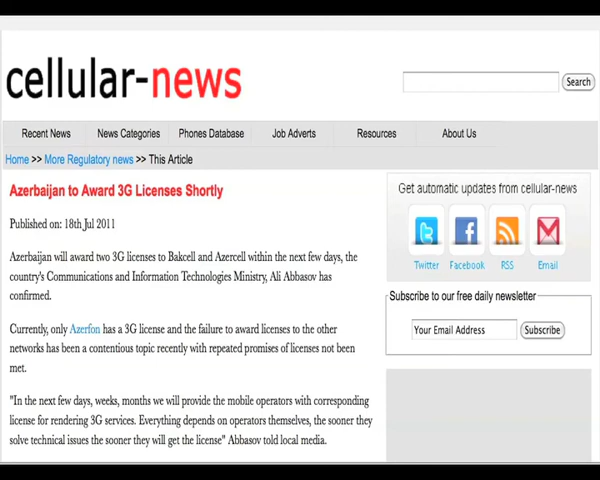 cellular-news
Search
Recent News News Categories Phones Database Job Adverts Resources About Us
Home >> More Regulatory news >> This Article
Azerbaijan to Award 3G Licenses Shortly
Published on: 18th Jul 2011
Azerbaijan will award two 3G licenses to Bakcell and Azercell within the next few days, the
country's Communications and Information Technologies Ministry, Ali Abbasov has
confirmed.
Currently, only Azerfon has a 3G license and the failure to award licenses to the other
networks has been a contentious topic recently with repeated promises of licenses not been
met.
"In the next few days, weeks, months we will provide the mobile operators with corresponding
license for rendering 3G services. Everything depends on operators themselves, the sooner they
solve technical issues the sooner they will get the license" Abbasov told local media.
Get automatic updates from cellular-news
Twitter Facebook RSS Email
Subscribe to our free daily newsletter
Your Email Address Subscribe